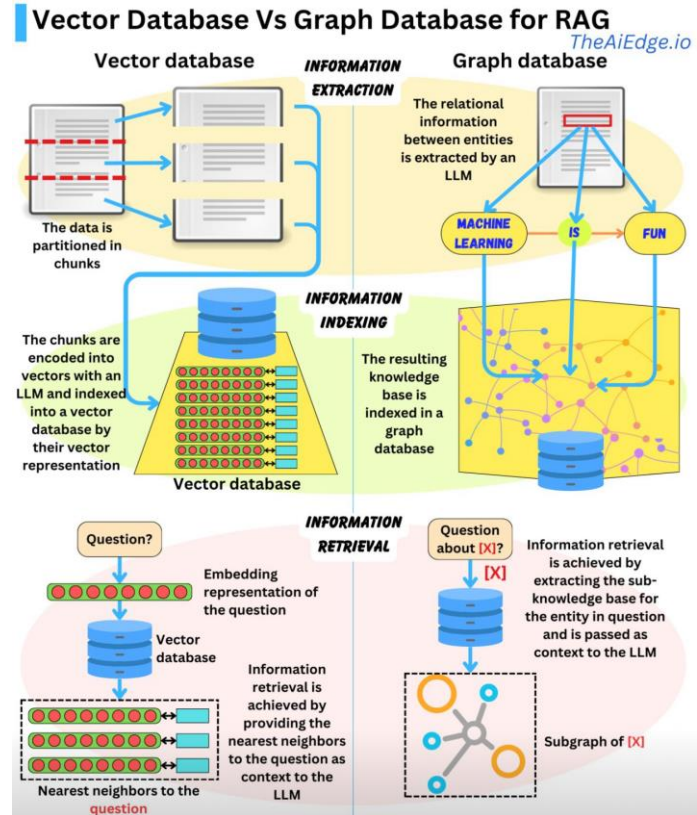 Vector Database Vs Graph Database for RAG
TheAiEdge.io
Vector database
INFORMATION
EXTRACTION
Graph database
The data is
partitioned in
chunks
The relational
information
between entities
is extracted by an
LLM
MACHINE
LEARNING
IS
FUN
INFORMATION
INDEXING
The chunks are
encoded into
vectors with an
LLM and indexed
into a vector
database by
their vector
representation
Vector database
The resulting
knowledge
base is
indexed in a
graph
database
INFORMATION
RETRIEVAL
Question?
Embedding
representation of
the question
Vector
database
Information
retrieval is
achieved by
providing the
nearest neighbors
to the question as
context to the
LLM
Nearest neighbors to the
question
Question
about [X]?
[X]
Information retrieval
is achieved by
extracting the sub-
knowledge base for
the entity in question
and is passed as
context to the LLM
Subgraph of [X]